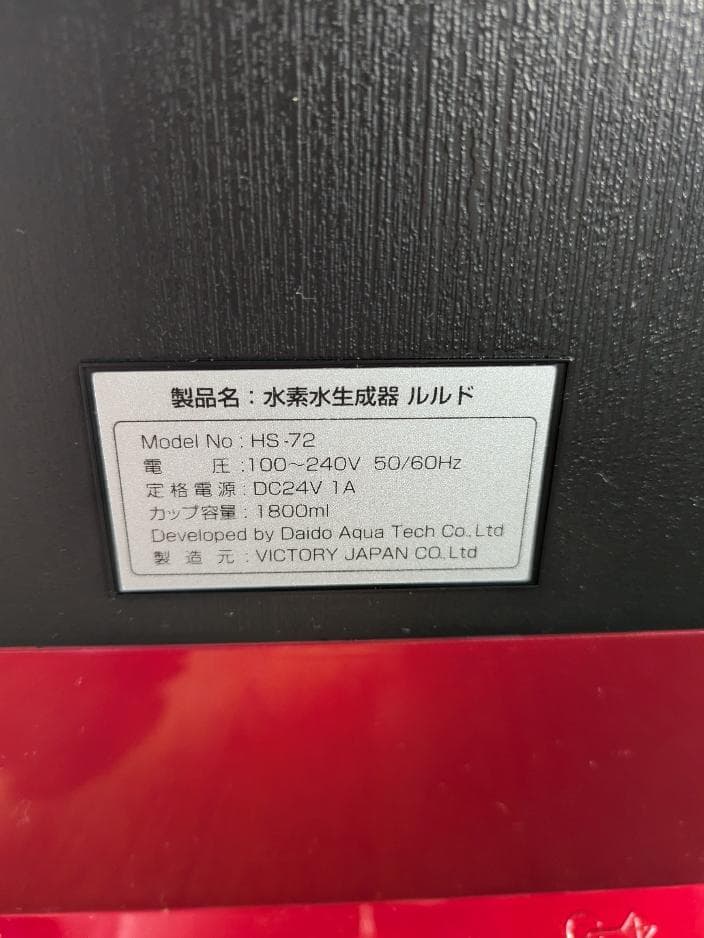 製品名：水素水生成器 ルルド
Model No : HS-72
電　　圧 :100～240V 50/60Hz
定格電源 : DC24V 1A
カップ容量 : 1800ml
Developed by Daido Aqua Tech Co.,Ltd
製 造 元 : VICTORY JAPAN CO.,Ltd